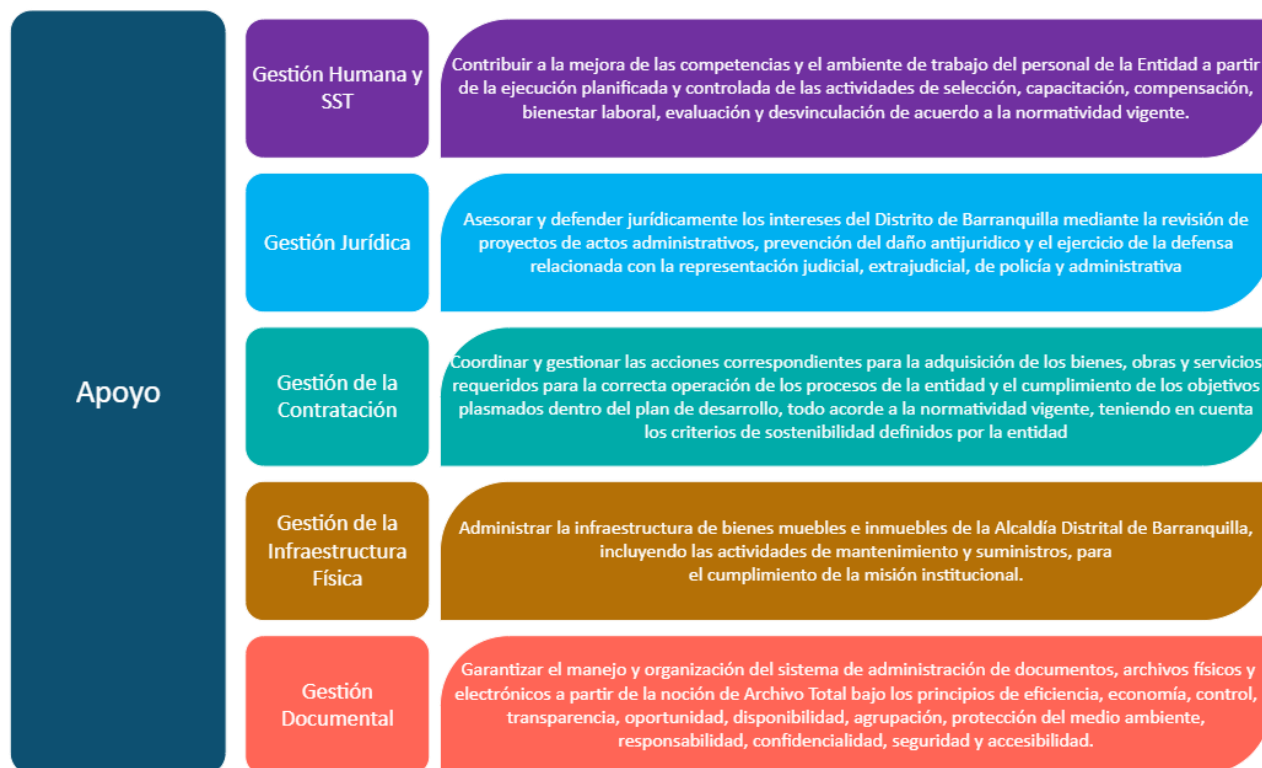 Apoyo
Gestión Humana y
SST
Contribuir a la mejora de las competencias y el ambiente de trabajo del personal de la Entidad a partir
de la ejecución planificada y controlada de las actividades de selección, capacitación, compensación,
bienestar laboral, evaluación y desvinculación de acuerdo a la normatividad vigente.
Gestión Jurídica
Asesorar y defender jurídicamente los intereses del Distrito de Barranquilla mediante la revisión de
proyectos de actos administrativos, prevención del daño antijuridico y el ejercicio de la defensa
relacionada con la representación judicial, extrajudicial, de policía y administrativa
Gestión de la
Contratación
Coordinar y gestionar las acciones correspondientes para la adquisición de los bienes, obras y servicios
requeridos para la correcta operación de los procesos de la entidad y el cumplimiento de los objetivos
plasmados dentro del plan de desarrollo, todo acorde a la normatividad vigente, teniendo en cuenta
los criterios de sostenibilidad definidos por la entidad
Gestión de la
Infraestructura
Física
Administrar la infraestructura de bienes muebles e inmuebles de la Alcaldía Distrital de Barranquilla,
incluyendo las actividades de mantenimiento y suministros, para
el cumplimiento de la misión institucional.
Gestión
Documental
Garantizar el manejo y organización del sistema de administración de documentos, archivos físicos y
electrónicos a partir de la noción de Archivo Total bajo los principios de eficiencia, economía, control,
transparencia, oportunidad, disponibilidad, agrupación, protección del medio ambiente,
responsabilidad, confidencialidad, seguridad y accesibilidad.